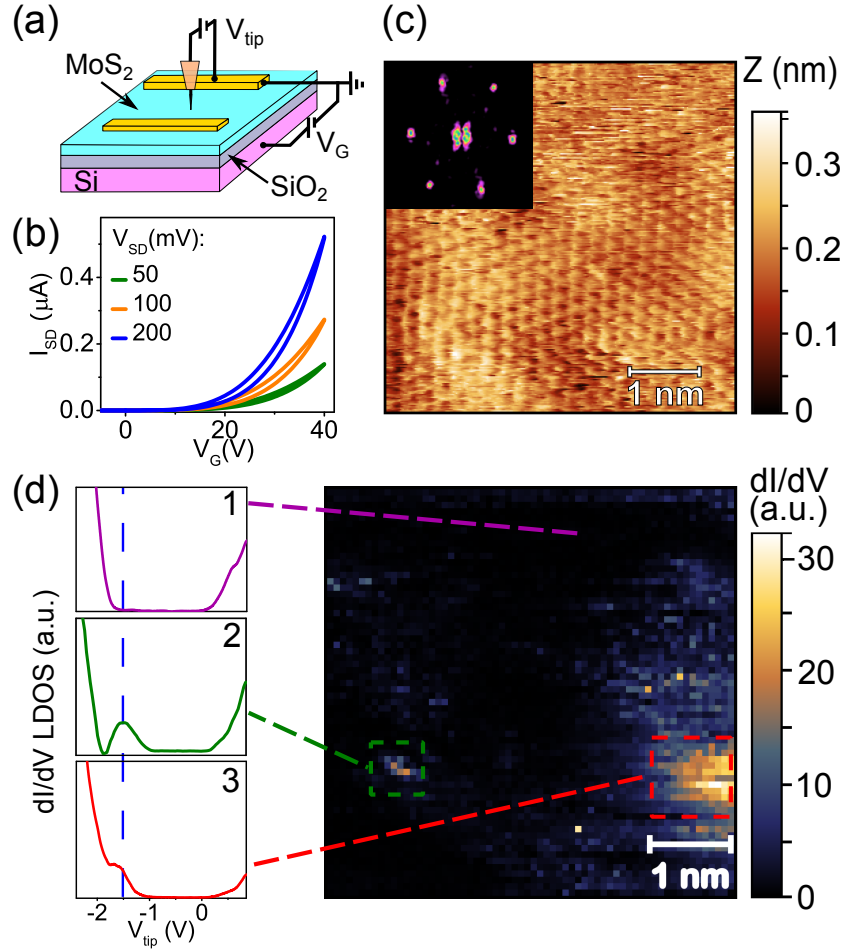 (a)
V_tip
MoS₂
V_G
SiO₂
Si
(b)
V_SD(mV):
50
100
200
I_SD (μA)
0.4
0.2
0.0
0
20
40
V_G(V)
(c)
Z (nm)
0.3
0.2
0.1
0
1 nm
(d)
dI/dV LDOS (a.u.)
1
2
3
-2
-1
0
V_tip (V)
1 nm
dI/dV
(a.u.)
30
20
10
0